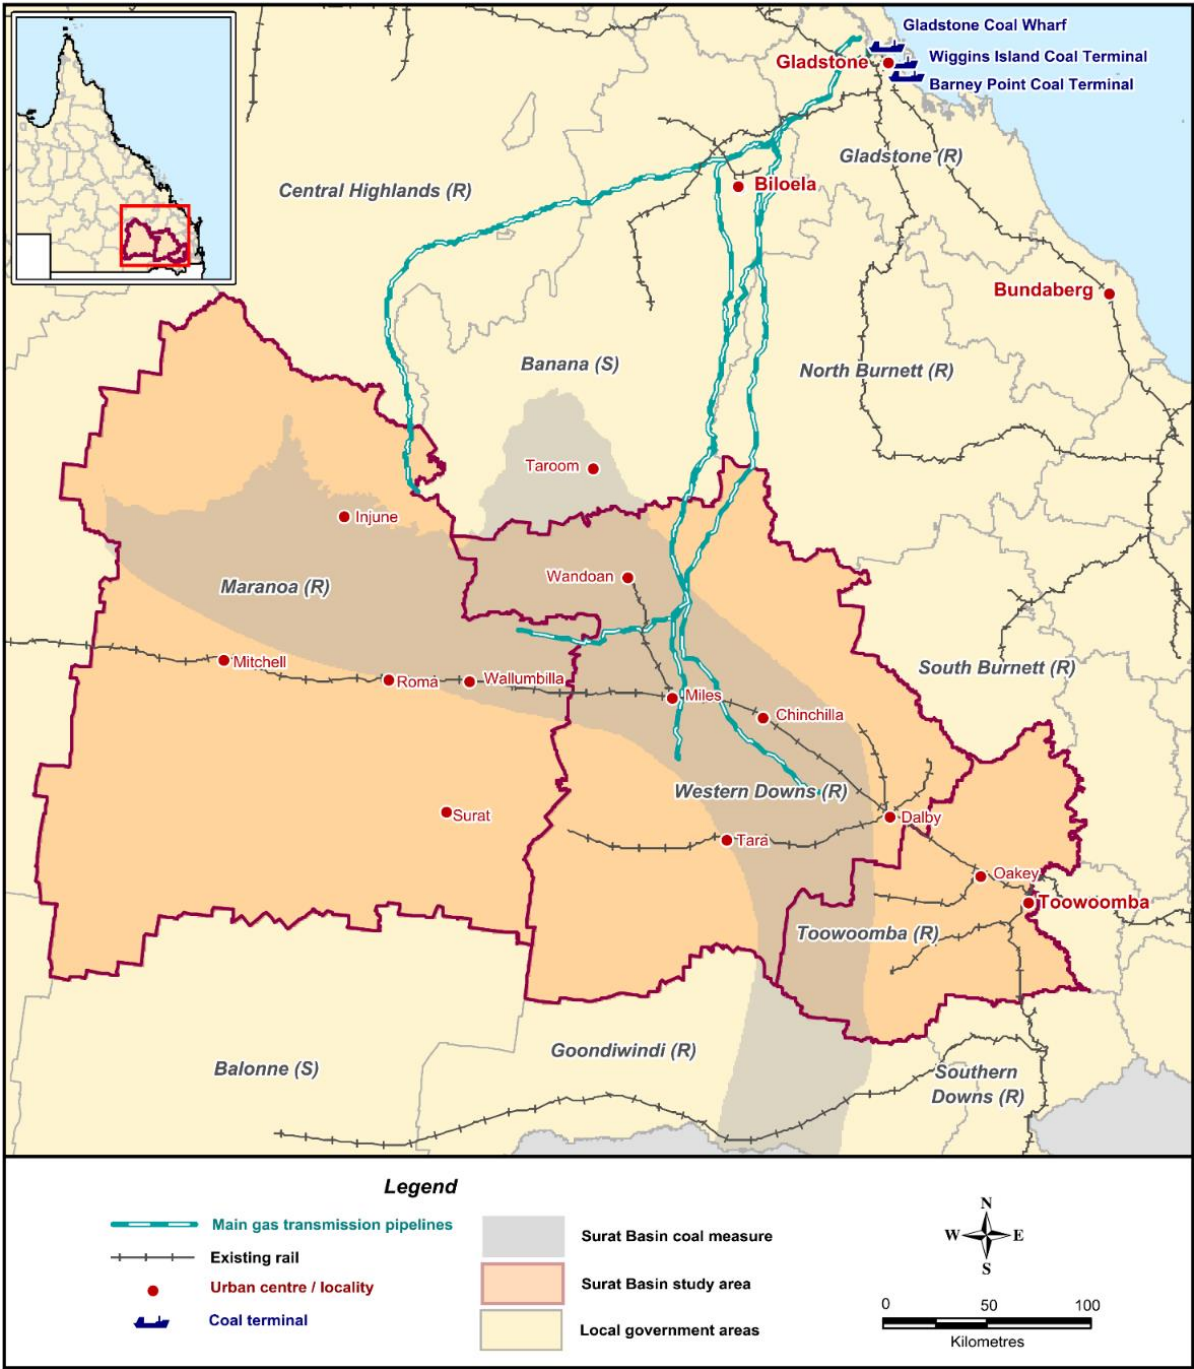 Gladstone Coal Wharf
Gladstone
Wiggins Island Coal Terminal
Barney Point Coal Terminal
Gladstone (R)
Central Highlands (R)
Biloela
Bundaberg
Banana (S)
North Burnett (R)
Taroom
Injune
Wandoan
Maranoa (R)
Mitchell
Roma
Wallumbilla
South Burnett (R)
Miles
Chinchilla
Western Downs (R)
Surat
Dalby
Tara
Oakey
Toowoomba
Toowoomba (R)
Goondiwindi (R)
Balonne (S)
Southern
Downs (R)
Legend
Main gas transmission pipelines
Existing rail
Urban centre / locality
Coal terminal
Surat Basin coal measure
Surat Basin study area
Local government areas
N
W E
S
0 50 100
Kilometres